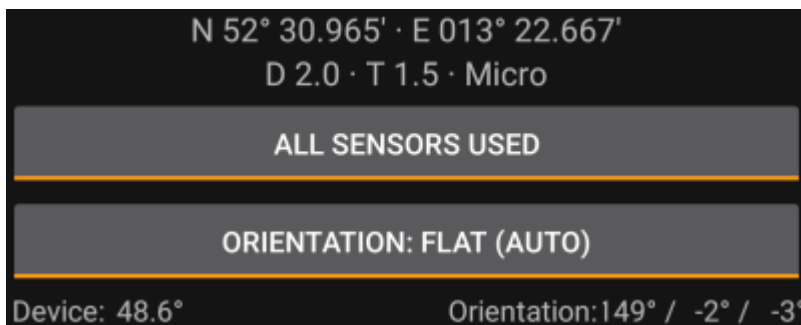 N 52° 30.965' · E 013° 22.667'
D 2.0 · T 1.5 · Micro
ALL SENSORS USED
ORIENTATION: FLAT (AUTO)
Device: 48.6° Orientation:149° / -2° / -3°